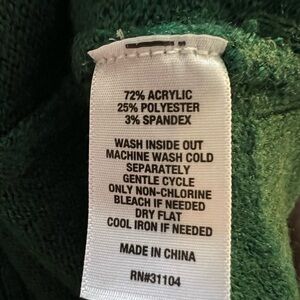 72% ACRYLIC
25% POLYESTER
3% SPANDEX
WASH INSIDE OUT
MACHINE WASH COLD
SEPARATELY
GENTLE CYCLE
ONLY NON-CHLORINE
BLEACH IF NEEDED
DRY FLAT
COOL IRON IF NEEDED
MADE IN CHINA
RN#31104